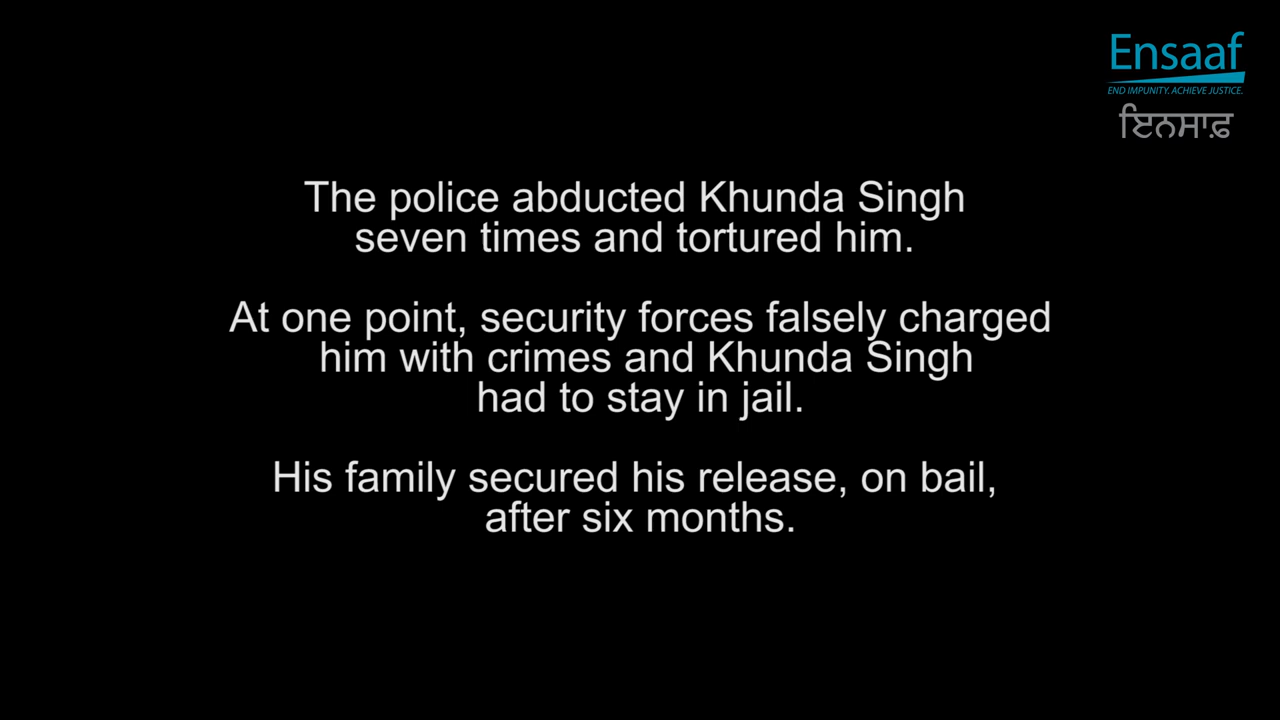 Ensaaf
END IMPUNITY. ACHIEVE JUSTICE.
ਇਨਸਾਫ਼
The police abducted Khunda Singh
seven times and tortured him.
At one point, security forces falsely charged
him with crimes and Khunda Singh
had to stay in jail.
His family secured his release, on bail,
after six months.